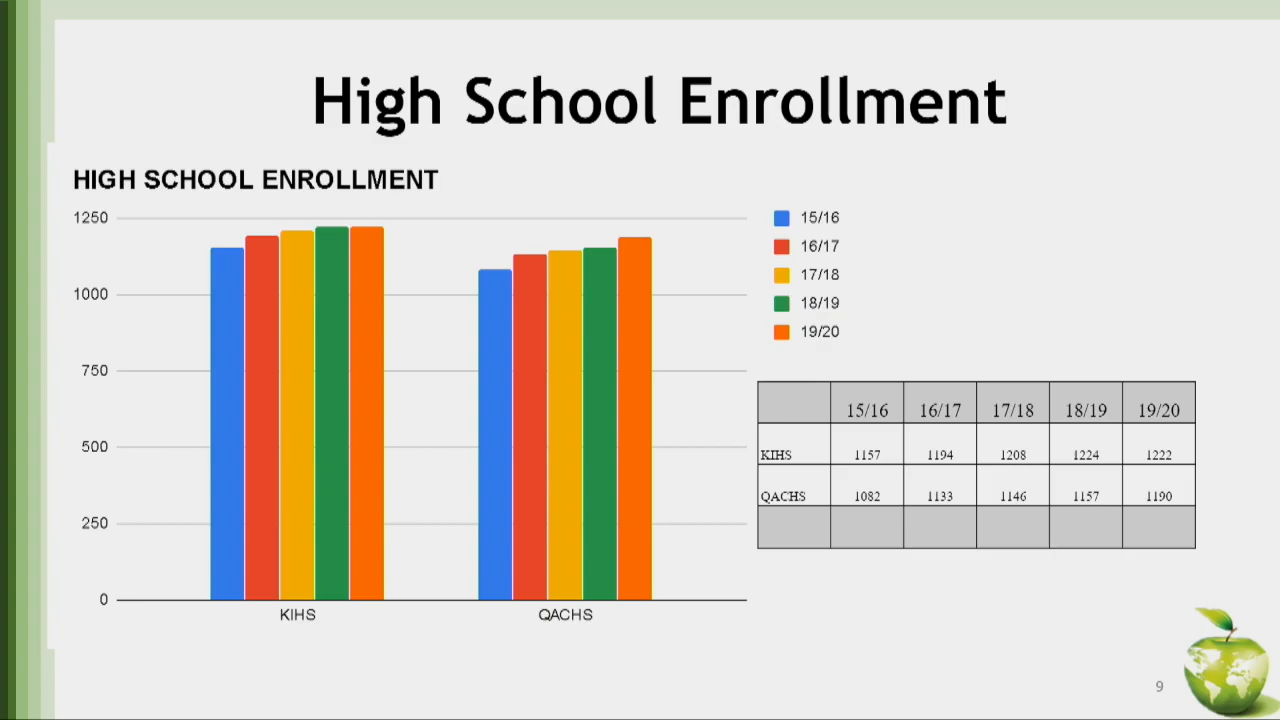 High School Enrollment
HIGH SCHOOL ENROLLMENT
1250
1000
750
500
250
0
KIHS QACHS
15/16
16/17
17/18
18/19
19/20
15/16 16/17 17/18 18/19 19/20
KIHS 1157 1194 1208 1224 1222
QACHS 1082 1133 1146 1157 1190
9